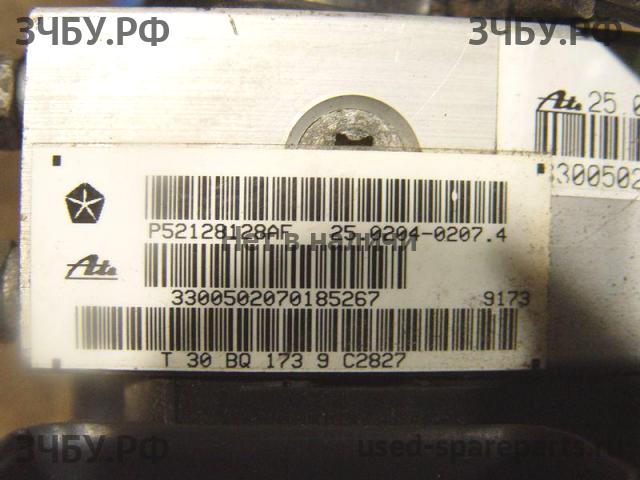 ЗЧБУ.РФ ЗЧБУ.РФ
Ate 25.0
3300502
P52128128AF 25.0204-0207.4
Нет в наличии
Ate
3300502070185267 9173
T 30 BQ 173 9 C2827
ЗЧБУ.РФ used-spareparts.ru